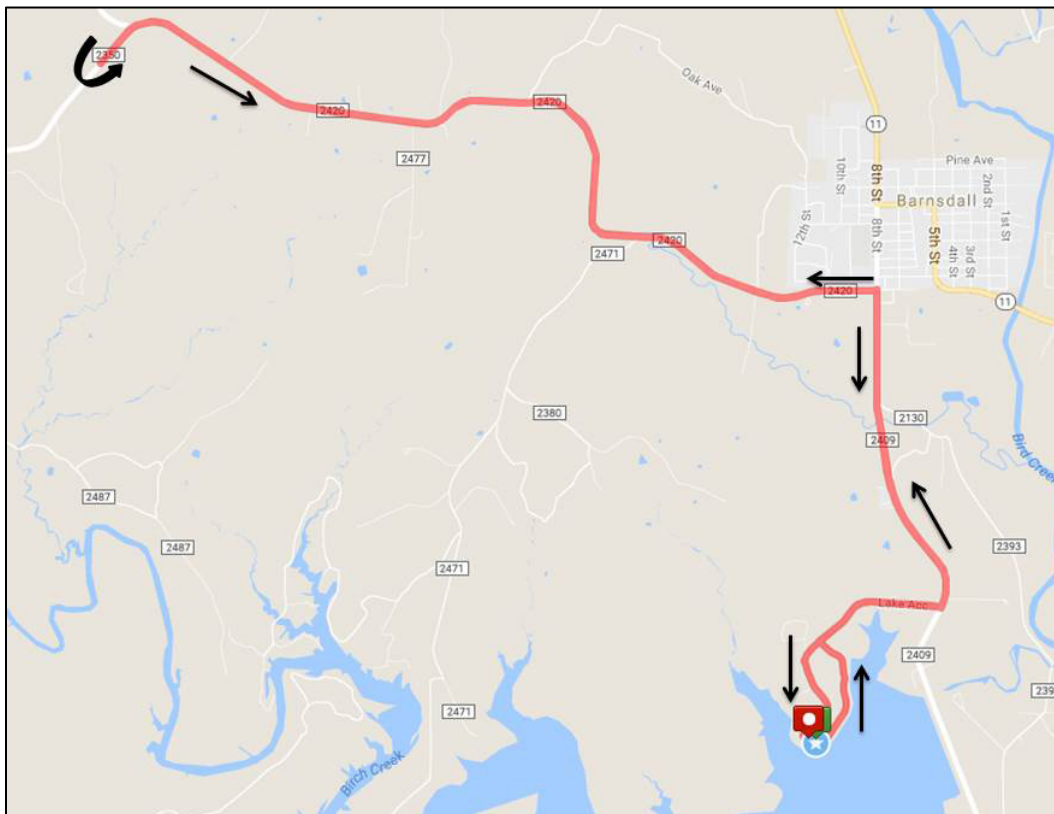 2350
Oak Ave
2420
2420
11
2477
Pine Ave
10th St
8th St
2nd St
Barnsdall
1st St
12th St
8th St
5th St
3rd St
4th St
2420
2471
2420
11
2380
2130
2409
Bird Creek
2487
2487
2393
2471
Lake Acc
2409
239
2471
Birch Creek